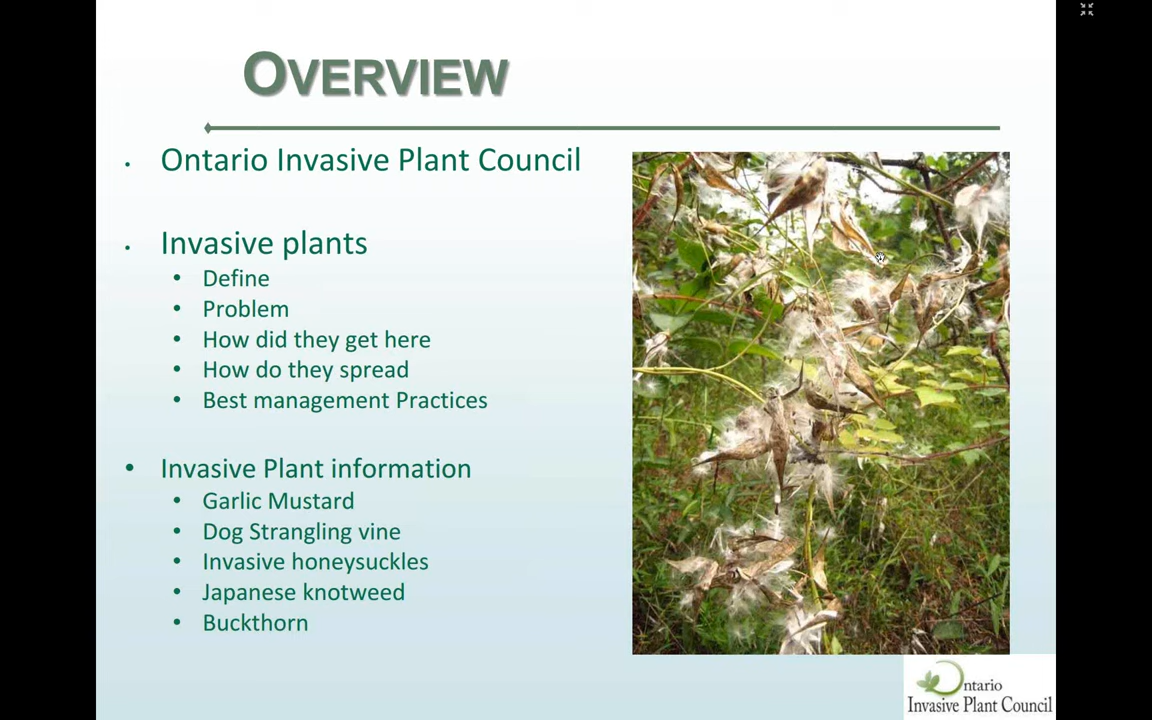 OVERVIEW
• Ontario Invasive Plant Council
• Invasive plants
• Define
• Problem
• How did they get here
• How do they spread
• Best management Practices
• Invasive Plant information
• Garlic Mustard
• Dog Strangling vine
• Invasive honeysuckles
• Japanese knotweed
• Buckthorn
Ontario
Invasive Plant Council